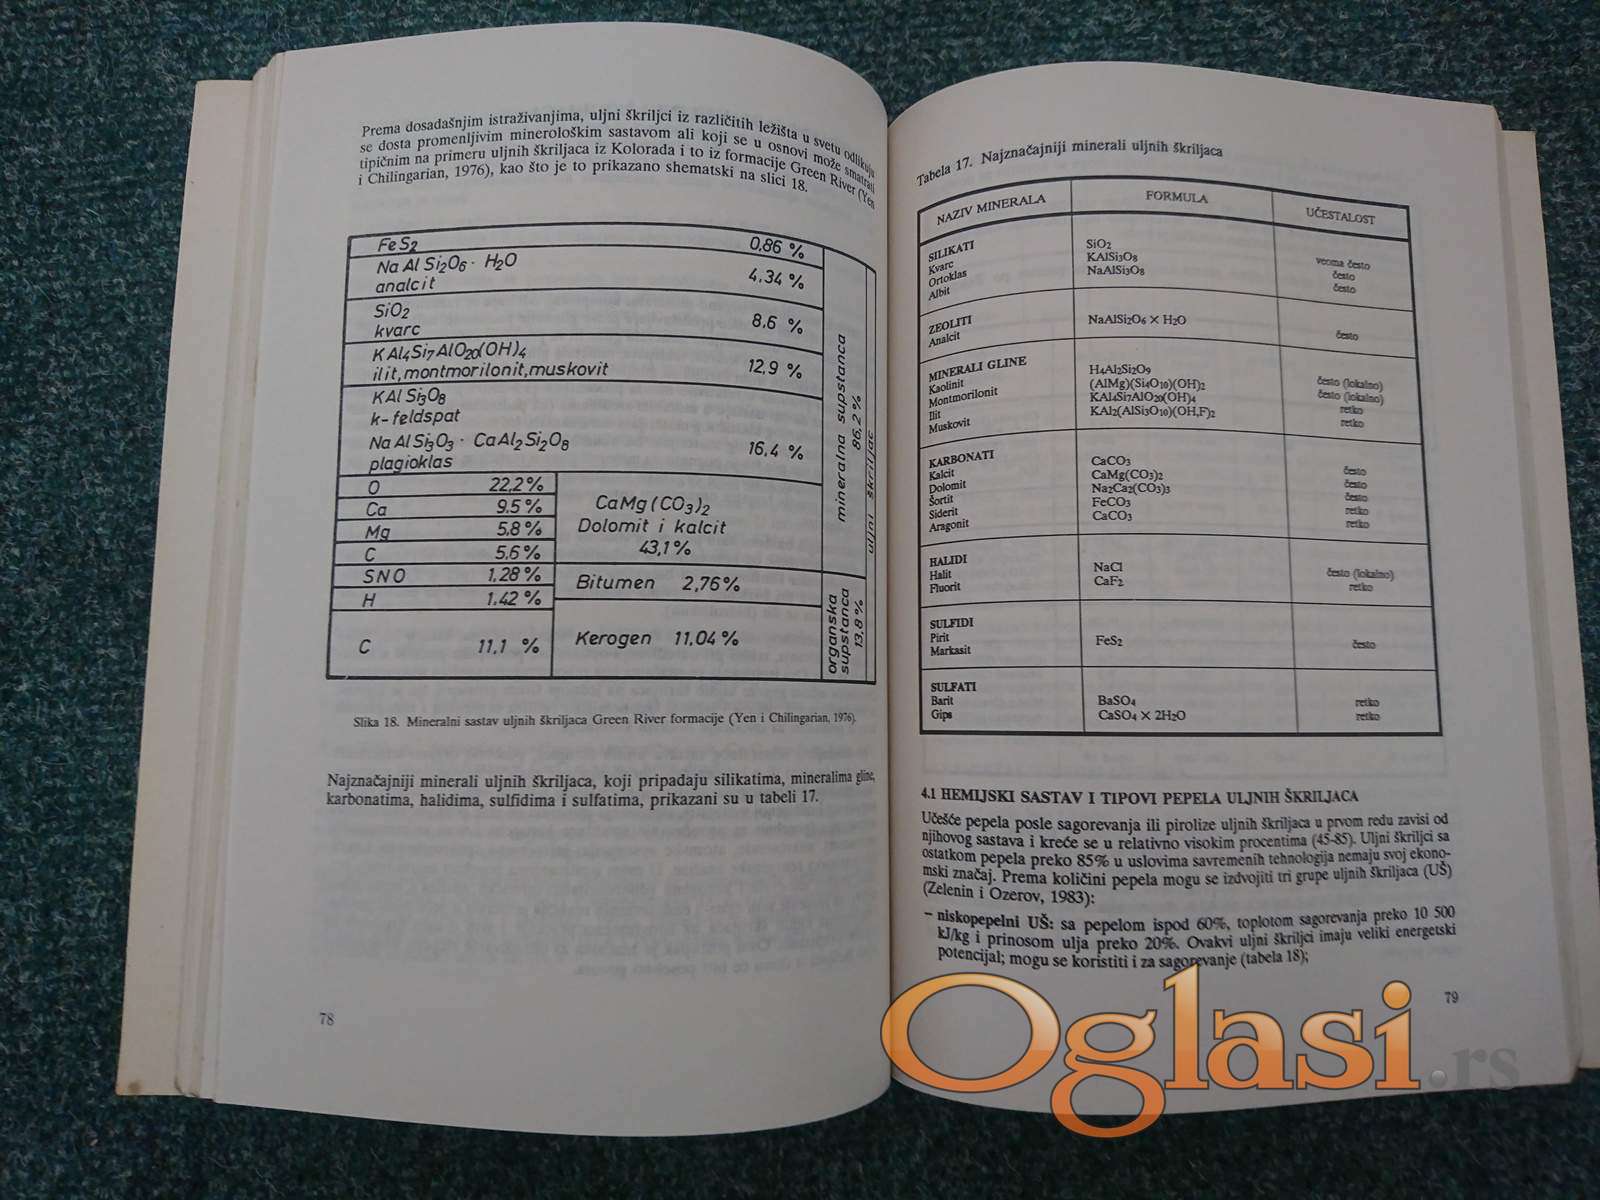 Prema dosadašnjim istraživanjima, uljni škriljci iz različitih ležišta u svetu odlikuju
se dosta promenljivim minerološkim sastavom ali koji se u osnovi može smatrati
tipičnim na primeru uljnih škriljaca iz Kolorada i to iz formacije Green River (Yen
i Chilingarian, 1976), kao što je to prikazano shematski na slici 18.
FeS2 0,86 %
NaAlSi2O6 · H2O
analcit 4,34 %
SiO2
kvarc 8,6 %
KAl4Si7AlO20(OH)4
ilit, montmorilonit, muskovit 12,9 %
KAlSi3O8
k-feldspat
NaAlSi3O3 · CaAl2Si2O8
plagioklas 16,4 %
O 22,2%
Ca 9,5%
Mg 5,8%
C 5,6%
CaMg(CO3)2
Dolomit i kalcit
43,1%
SNO 1,28%
H 1,42%
C 11,1 %
Bitumen 2,76%
Kerogen 11,04%
mineralna supstanca
86,2 %
organska
supstanca
13,8 %
uljni škriljac
Slika 18. Mineralni sastav uljnih škriljaca Green River formacije (Yen i Chilingarian, 1976).
Najznačajniji minerali uljnih škriljaca, koji pripadaju silikatima, mineralima gline,
karbonatima, halidima, sulfidima i sulfatima, prikazani su u tabeli 17.
78
Tabela 17. Najznačajniji minerali uljnih škriljaca
NAZIV MINERALA FORMULA UČESTALOST
SILIKATI
Kvarc SiO2 veoma često
Ortoklas KAlSi3O8 često
Albit NaAlSi3O8 često
ZEOLITI
Analcit NaAlSi2O6 × H2O često
MINERALI GLINE
Kaolinit H4Al2Si2O9 često (lokalno)
Montmorilonit (AlMg)(Si4O10)(OH)2 često (lokalno)
Ilit KAl4Si7AlO20(OH)4 retko
Muskovit KAl2(AlSi3O10)(OH,F)2 retko
KARBONATI
Kalcit CaCO3 često
Dolomit CaMg(CO3)2 često
Šortit Na2Ca2(CO3)3 često
Siderit FeCO3 retko
Aragonit CaCO3 retko
HALIDI
Halit NaCl često (lokalno)
Fluorit CaF2 retko
SULFIDI
Pirit FeS2 često
Markasit
SULFATI
Barit BaSO4 retko
Gips CaSO4 × 2H2O retko
4.1 HEMIJSKI SASTAV I TIPOVI PEPELA ULJNIH ŠKRILJACA
Učešće pepela posle sagorevanja ili pirolize uljnih škriljaca u prvom redu zavisi od
njihovog sastava i kreće se u relativno visokim procentima (45-85). Uljni škriljci sa
ostatkom pepela preko 85% u uslovima savremenih tehnologija nemaju svoj ekono-
mski značaj. Prema količini pepela mogu se izdvojiti tri grupe uljnih škriljaca (UŠ)
(Zelenin i Ozerov, 1983):
– niskopepelni UŠ: sa pepelom ispod 60%, toplotom sagorevanja preko 10 500
kJ/kg i prinosom ulja preko 20%. Ovakvi uljni škriljci imaju veliki energetski
potencijal; mogu se koristiti i za sagorevanje (tabela 18);
79
Oglasi.rs